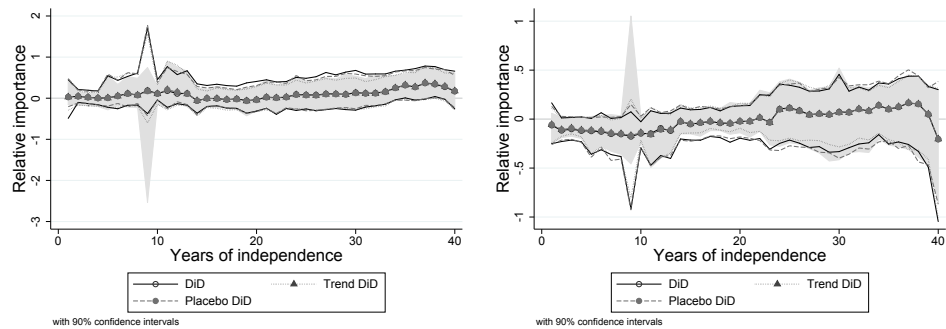 Relative importance
2
1
0
-1
-2
-3
0 10 20 30 40
Years of independence
DiD Trend DiD
Placebo DiD
with 90% confidence intervals
Relative importance
1
.5
0
-.5
-1
0 10 20 30 40
Years of independence
DiD Trend DiD
Placebo DiD
with 90% confidence intervals